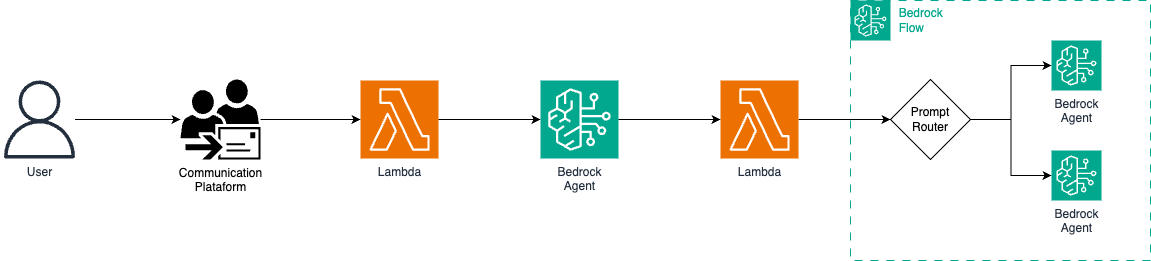 Bedrock
Flow
User
Communication
Plataform
Lambda
Bedrock
Agent
Lambda
Prompt
Router
Bedrock
Agent
Bedrock
Agent